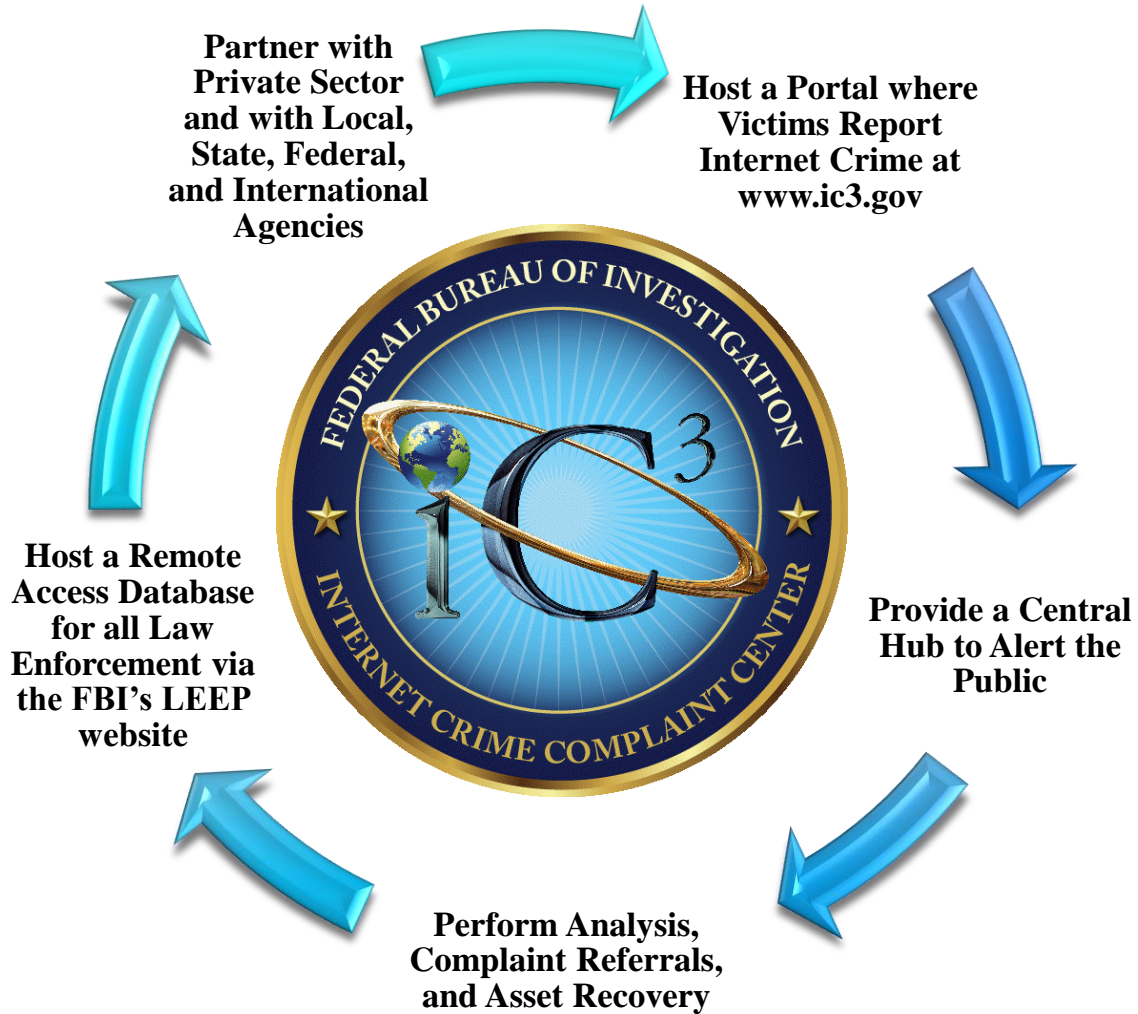 Partner with
Private Sector
and with Local,
State, Federal,
and International
Agencies
Host a Portal where
Victims Report
Internet Crime at
www.ic3.gov
Provide a Central
Hub to Alert the
Public
Perform Analysis,
Complaint Referrals,
and Asset Recovery
Host a Remote
Access Database
for all Law
Enforcement via
the FBI’s LEEP
website
FEDERAL BUREAU OF INVESTIGATION
iC3
INTERNET CRIME COMPLAINT CENTER